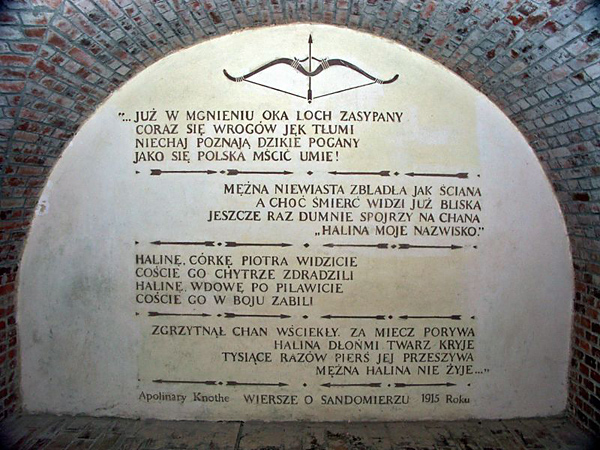 „... JUŻ W MGNIENIU OKA LOCH ZASYPANY
CORAZ SIĘ WROGÓW JĘK TŁUMI
NIECHAJ POZNAJĄ DZIKIE POGANY
JAKO SIĘ POLSKA MŚCIĆ UMIE!
MĘŻNA NIEWIASTA ZBLADŁA JAK ŚCIANA
A CHOĆ ŚMIERĆ WIDZI JUŻ BLISKA
JESZCZE RAZ DUMNIE SPOJRZY NA CHANA
„HALINA MOJE NAZWISKO."
HALINĘ, CÓRKĘ PIOTRA WIDZICIE
COŚCIE GO CHYTRZE ZDRADZILI
HALINĘ, WDOWĘ PO PILAWICIE
COŚCIE GO W BOJU ZABILI
ZGRZYTNĄŁ CHAN WŚCIEKŁY, ZA MIECZ PORYWA
HALINA DŁOŃMI TWARZ KRYJE
TYSIĄCE RAZÓW PIERŚ JEJ PRZESZYWA
MĘŻNA HALINA NIE ŻYJE..."
Apolinary Knothe WIERSZE O SANDOMIERZU 1915 Roku